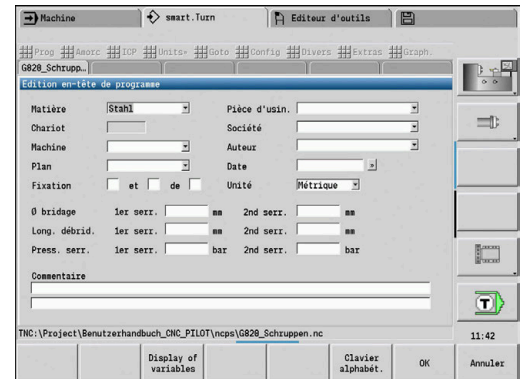 Machine smart.Turn Editeur d'outils
Prog Amorc ICP Units» Goto Config Divers Extras Graph.
G820_Schrupp…
Edition en-tête de programme
Matière Stahl Pièce d'usin.
Chariot Société
Machine Auteur
Plan Date »
Fixation et de Unité Métrique
Ø bridage 1er serr. mm 2nd serr. mm
Long. débrid. 1er serr. mm 2nd serr. mm
Press. serr. 1er serr. bar 2nd serr. bar
Commentaire
T
TNC:\Project\Benutzerhandbuch_CNC_PILOT\ncps\G820_Schruppen.nc
11:42
Display of variables Clavier alphabét. OK Annuler